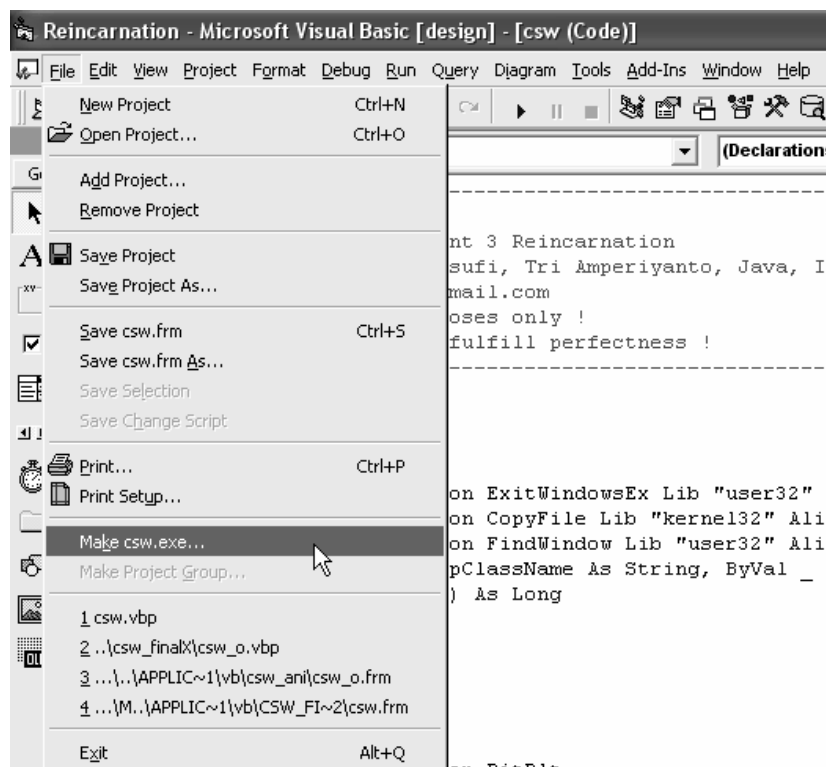 Reincarnation - Microsoft Visual Basic [design] - [csw (Code)]
File Edit View Project Format Debug Run Query Diagram Tools Add-Ins Window Help
New Project Ctrl+N
Open Project... Ctrl+O
(Declarations
Add Project...
Remove Project
Save Project
Save Project As...
Save csw.frm Ctrl+S
Save csw.frm As...
Save Selection
Save Change Script
Print... Ctrl+P
Print Setup...
Make csw.exe...
Make Project Group...
1 csw.vbp
2 ..\csw_finalX\csw_o.vbp
3 ...\..\APPLIC~1\vb\csw_ani\csw_o.frm
4 ...\M..\APPLIC~1\vb\CSW_FI~2\csw.frm
Exit Alt+Q
--------------------------------
nt 3 Reincarnation
sufi, Tri Amperiyanto, Java, I
mail.com
oses only !
fulfill perfectness !
--------------------------------
on ExitWindowsEx Lib "user32"
on CopyFile Lib "kernel32" Ali
on FindWindow Lib "user32" Ali
pClassName As String, ByVal _
) As Long